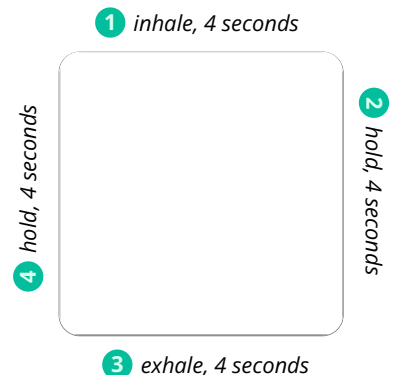 1 inhale, 4 seconds
2 hold, 4 seconds
3 exhale, 4 seconds
4 hold, 4 seconds